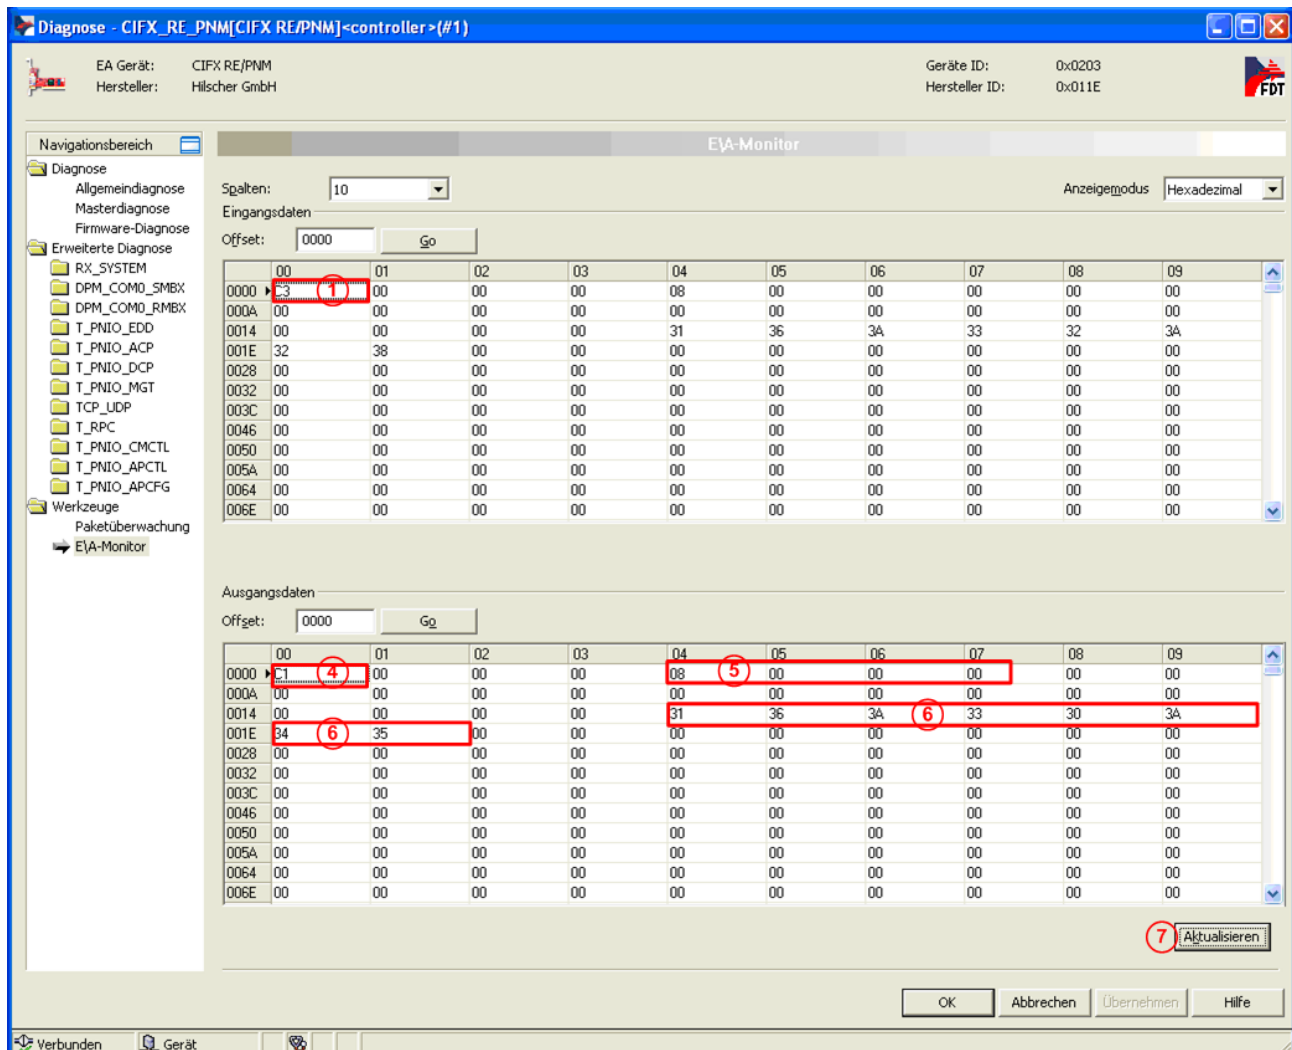 Diagnose - CIFX_RE_PNM[CIFX RE/PNM]<controller>(#1)
EA Gerät: CIFX RE/PNM Geräte ID: 0x0203
Hersteller: Hilscher GmbH Hersteller ID: 0x011E
FDT
Navigationsbereich
E\A-Monitor
Diagnose
Allgemeindiagnose
Masterdiagnose
Firmware-Diagnose
Erweiterte Diagnose
RX_SYSTEM
DPM_COM0_SMBX
DPM_COM0_RMBX
T_PNIO_EDD
T_PNIO_ACP
T_PNIO_DCP
T_PNIO_MGT
TCP_UDP
T_RPC
T_PNIO_CMCTL
T_PNIO_APCTL
T_PNIO_APCFG
Werkzeuge
Paketüberwachung
E\A-Monitor
Spalten: 10 Anzeigemodus Hexadezimal
Eingangsdaten
Offset: 0000 Go
00 01 02 03 04 05 06 07 08 09
0000 C3 1 00 00 00 08 00 00 00 00 00
000A 00 00 00 00 00 00 00 00 00 00
0014 00 00 00 00 31 36 3A 33 32 3A
001E 32 38 00 00 00 00 00 00 00 00
0028 00 00 00 00 00 00 00 00 00 00
0032 00 00 00 00 00 00 00 00 00 00
003C 00 00 00 00 00 00 00 00 00 00
0046 00 00 00 00 00 00 00 00 00 00
0050 00 00 00 00 00 00 00 00 00 00
005A 00 00 00 00 00 00 00 00 00 00
0064 00 00 00 00 00 00 00 00 00 00
006E 00 00 00 00 00 00 00 00 00 00
Ausgangsdaten
Offset: 0000 Go
00 01 02 03 04 05 06 07 08 09
0000 C1 4 00 00 00 08 5 00 00 00 00 00
000A 00 00 00 00 00 00 00 00 00 00
0014 00 00 00 00 31 36 3A 6 33 30 3A
001E 34 6 35 00 00 00 00 00 00 00 00
0028 00 00 00 00 00 00 00 00 00 00
0032 00 00 00 00 00 00 00 00 00 00
003C 00 00 00 00 00 00 00 00 00 00
0046 00 00 00 00 00 00 00 00 00 00
0050 00 00 00 00 00 00 00 00 00 00
005A 00 00 00 00 00 00 00 00 00 00
0064 00 00 00 00 00 00 00 00 00 00
006E 00 00 00 00 00 00 00 00 00 00
7 Aktualisieren
OK Abbrechen Übernehmen Hilfe
Verbunden Gerät